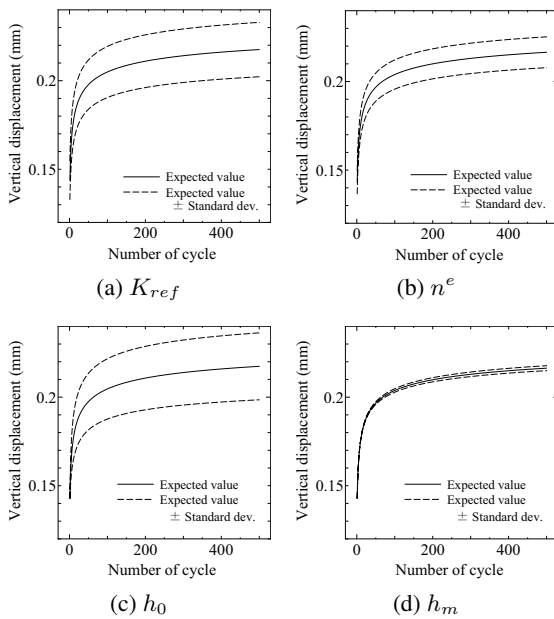 Vertical displacement (mm)
0.2
0.15
Expected value
Expected value
± Standard dev.
0 200 400
Number of cycle
(a) K_{ref}
Vertical displacement (mm)
0.2
0.15
Expected value
Expected value
± Standard dev.
0 200 400
Number of cycle
(b) n^e
Vertical displacement (mm)
0.2
0.15
Expected value
Expected value
± Standard dev.
0 200 400
Number of cycle
(c) h_0
Vertical displacement (mm)
0.2
0.15
Expected value
Expected value
± Standard dev.
0 200 400
Number of cycle
(d) h_m